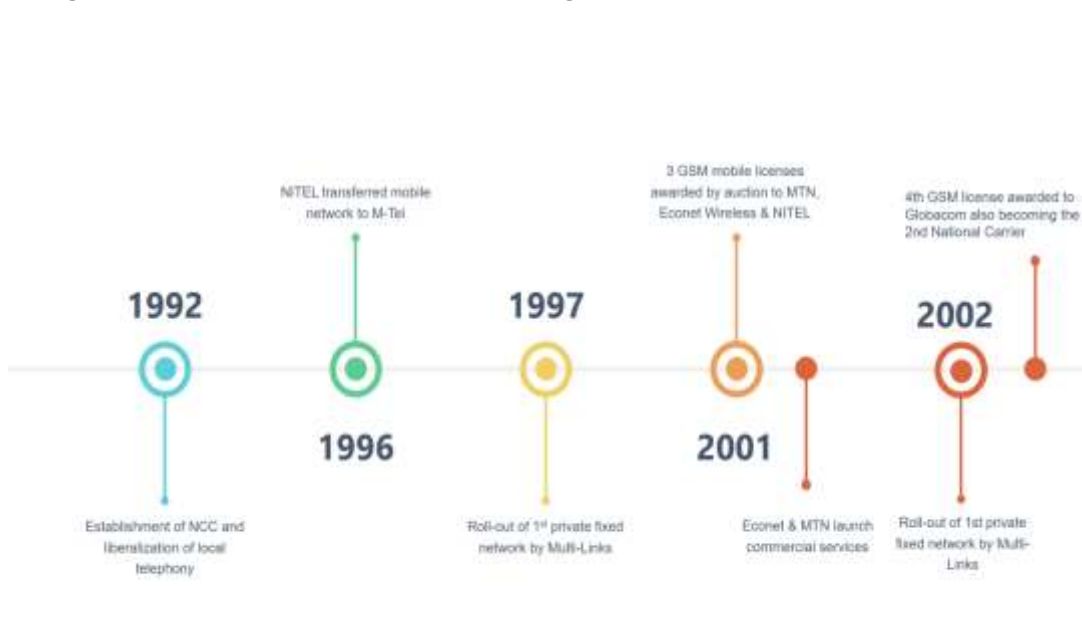 1992
Establishment of NCC and
liberalization of local
telephony
NITEL transferred mobile
network to M-Tel
1996
1997
Roll-out of 1st private fixed
network by Multi-Links
3 GSM mobile licenses
awarded by auction to MTN,
Econet Wireless & NITEL
2001
Econet & MTN launch
commercial services
2002
Roll-out of 1st private
fixed network by Multi-
Links
4th GSM license awarded to
Globacom also becoming the
2nd National Carrier